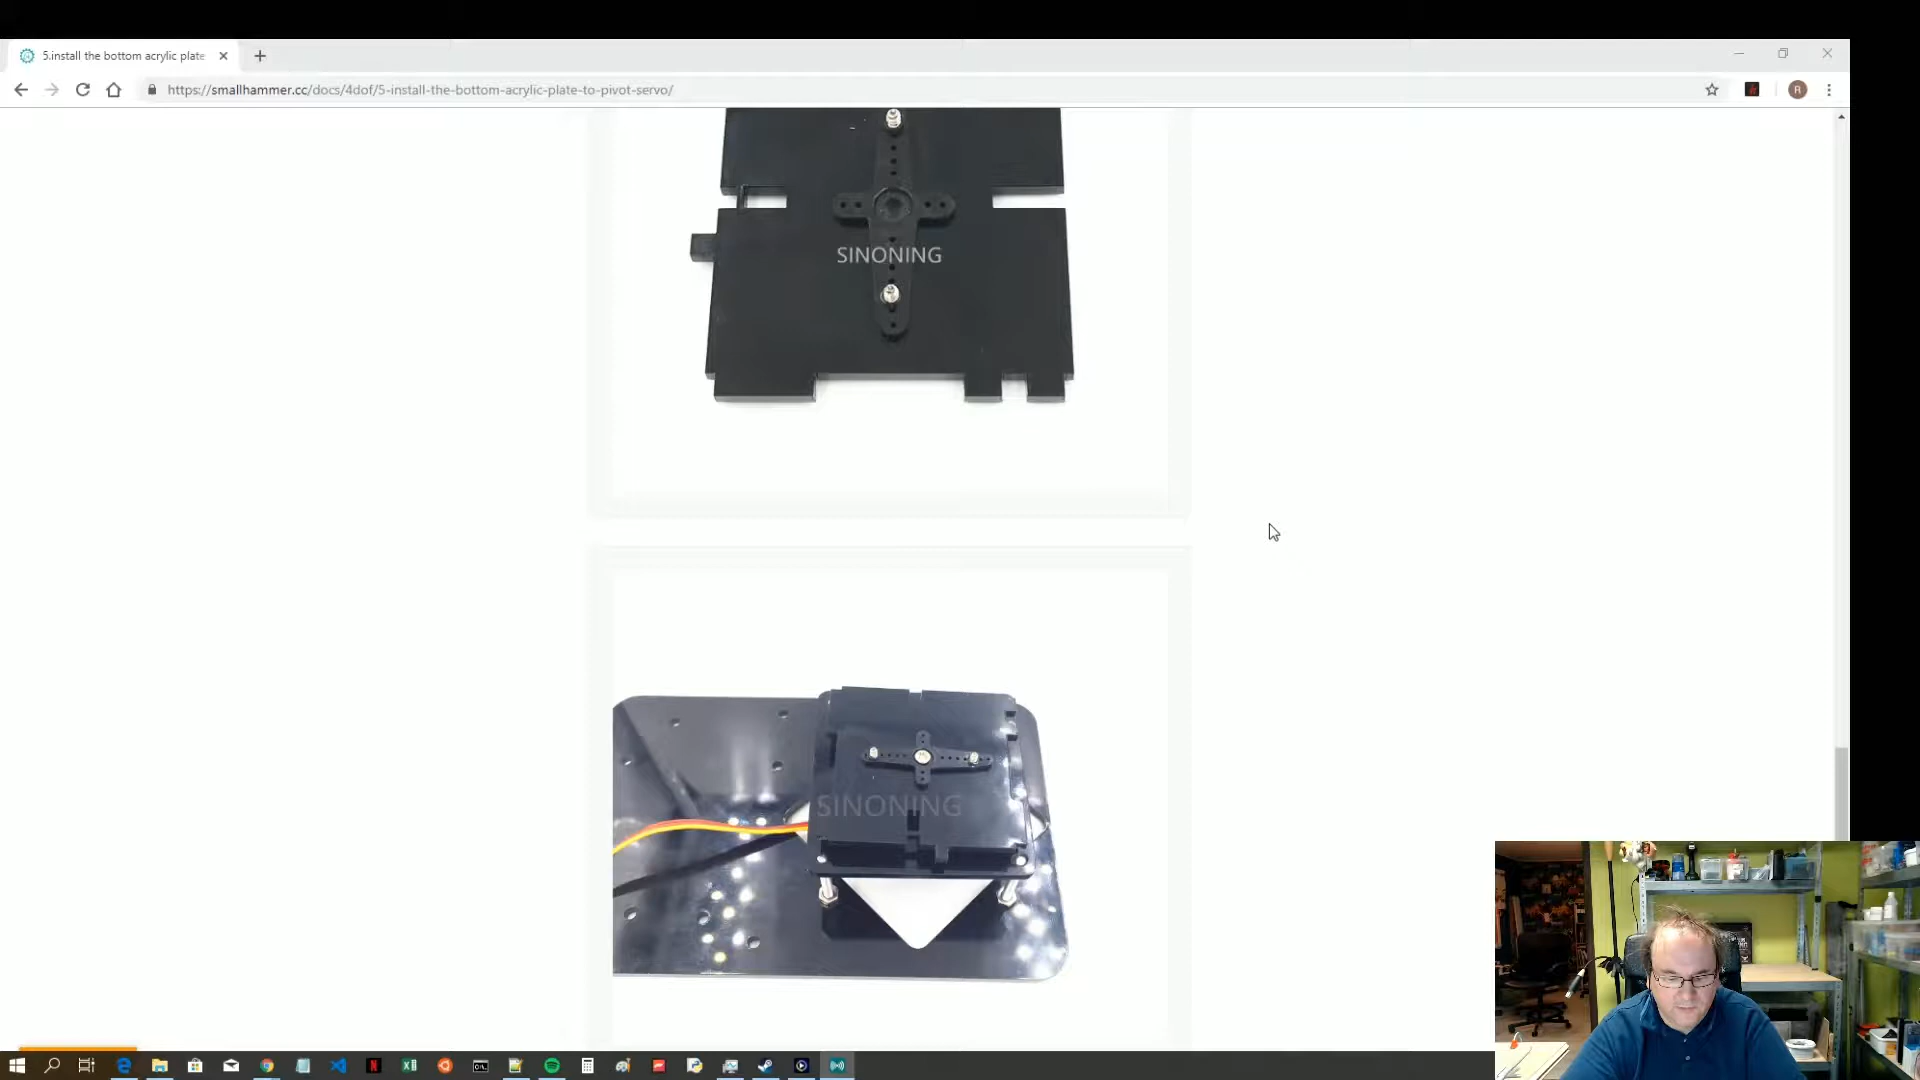 5.install the bottom acrylic plate
https://smallhammer.cc/docs/4dof/5-install-the-bottom-acrylic-plate-to-pivot-servo/
R
SINONING
SINONING